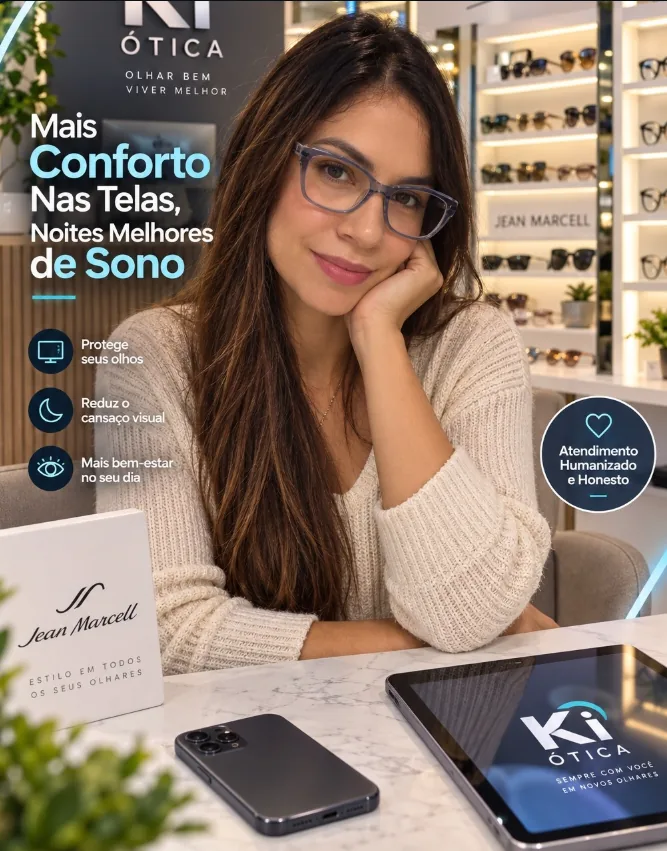 Ki
ÓTICA
OLHAR BEM
VIVER MELHOR
Mais
Conforto
Nas Telas,
Noites Melhores
de Sono
Protege
seus olhos
Reduz o
cansaço visual
Mais bem-estar
no seu dia
JEAN MARCELL
Atendimento
Humanizado
e Honesto
Jean Marcell
ESTILO EM TODOS
OS SEUS OLHARES
Ki
ÓTICA
SEMPRE COM VOCÊ
EM NOVOS OLHARES